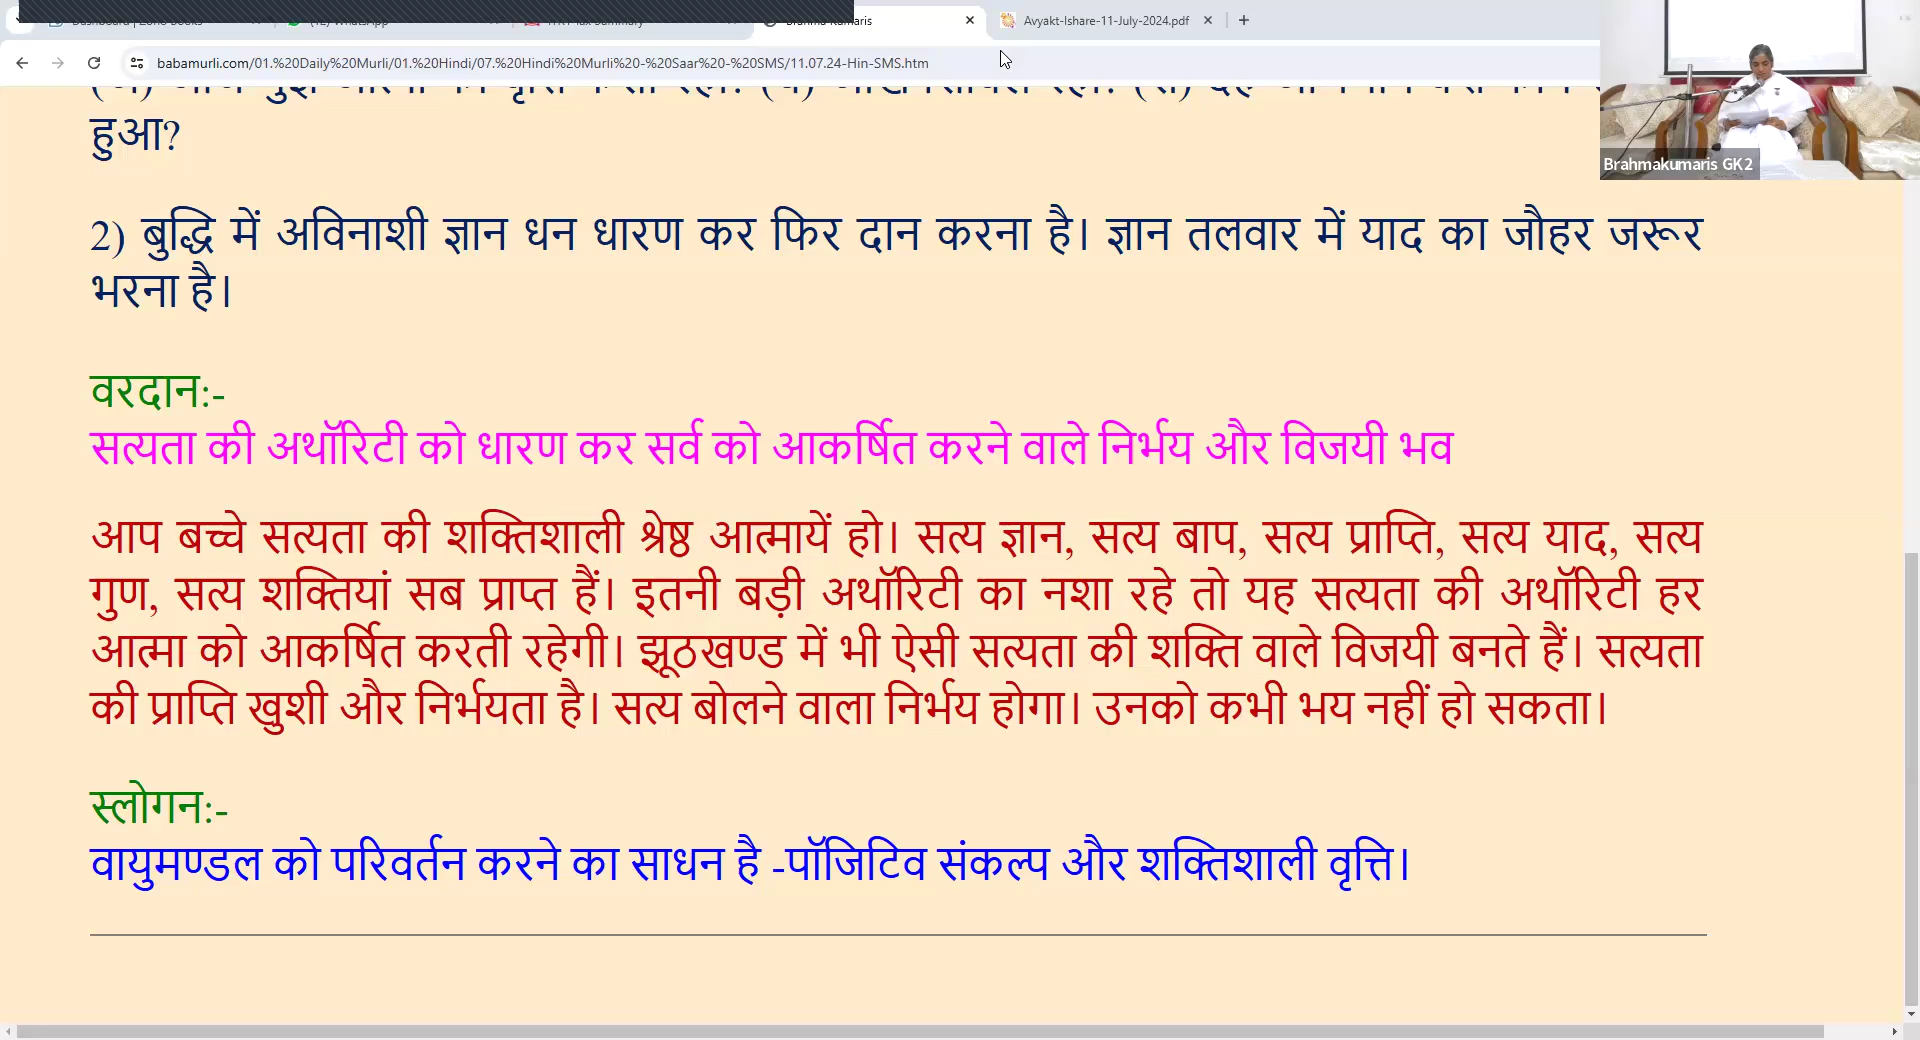 Brahma Kumaris
Avyakt-Ishare-11-July-2024.pdf
babamurli.com/01.%20Daily%20Murli/01.%20Hindi/07.%20Hindi%20Murli%20-%20Saar%20-%20SMS/11.07.24-Hin-SMS.htm
Brahmakumaris GK2
हुआ?
2) बुद्धि में अविनाशी ज्ञान धन धारण कर फिर दान करना है। ज्ञान तलवार में याद का जौहर जरूर
भरना है।
वरदान:-
सत्यता की अथॉरिटी को धारण कर सर्व को आकर्षित करने वाले निर्भय और विजयी भव
आप बच्चे सत्यता की शक्तिशाली श्रेष्ठ आत्मायें हो। सत्य ज्ञान, सत्य बाप, सत्य प्राप्ति, सत्य याद, सत्य
गुण, सत्य शक्तियां सब प्राप्त हैं। इतनी बड़ी अथॉरिटी का नशा रहे तो यह सत्यता की अथॉरिटी हर
आत्मा को आकर्षित करती रहेगी। झूठखण्ड में भी ऐसी सत्यता की शक्ति वाले विजयी बनते हैं। सत्यता
की प्राप्ति खुशी और निर्भयता है। सत्य बोलने वाला निर्भय होगा। उनको कभी भय नहीं हो सकता।
स्लोगन:-
वायुमण्डल को परिवर्तन करने का साधन है -पॉजिटिव संकल्प और शक्तिशाली वृत्ति।